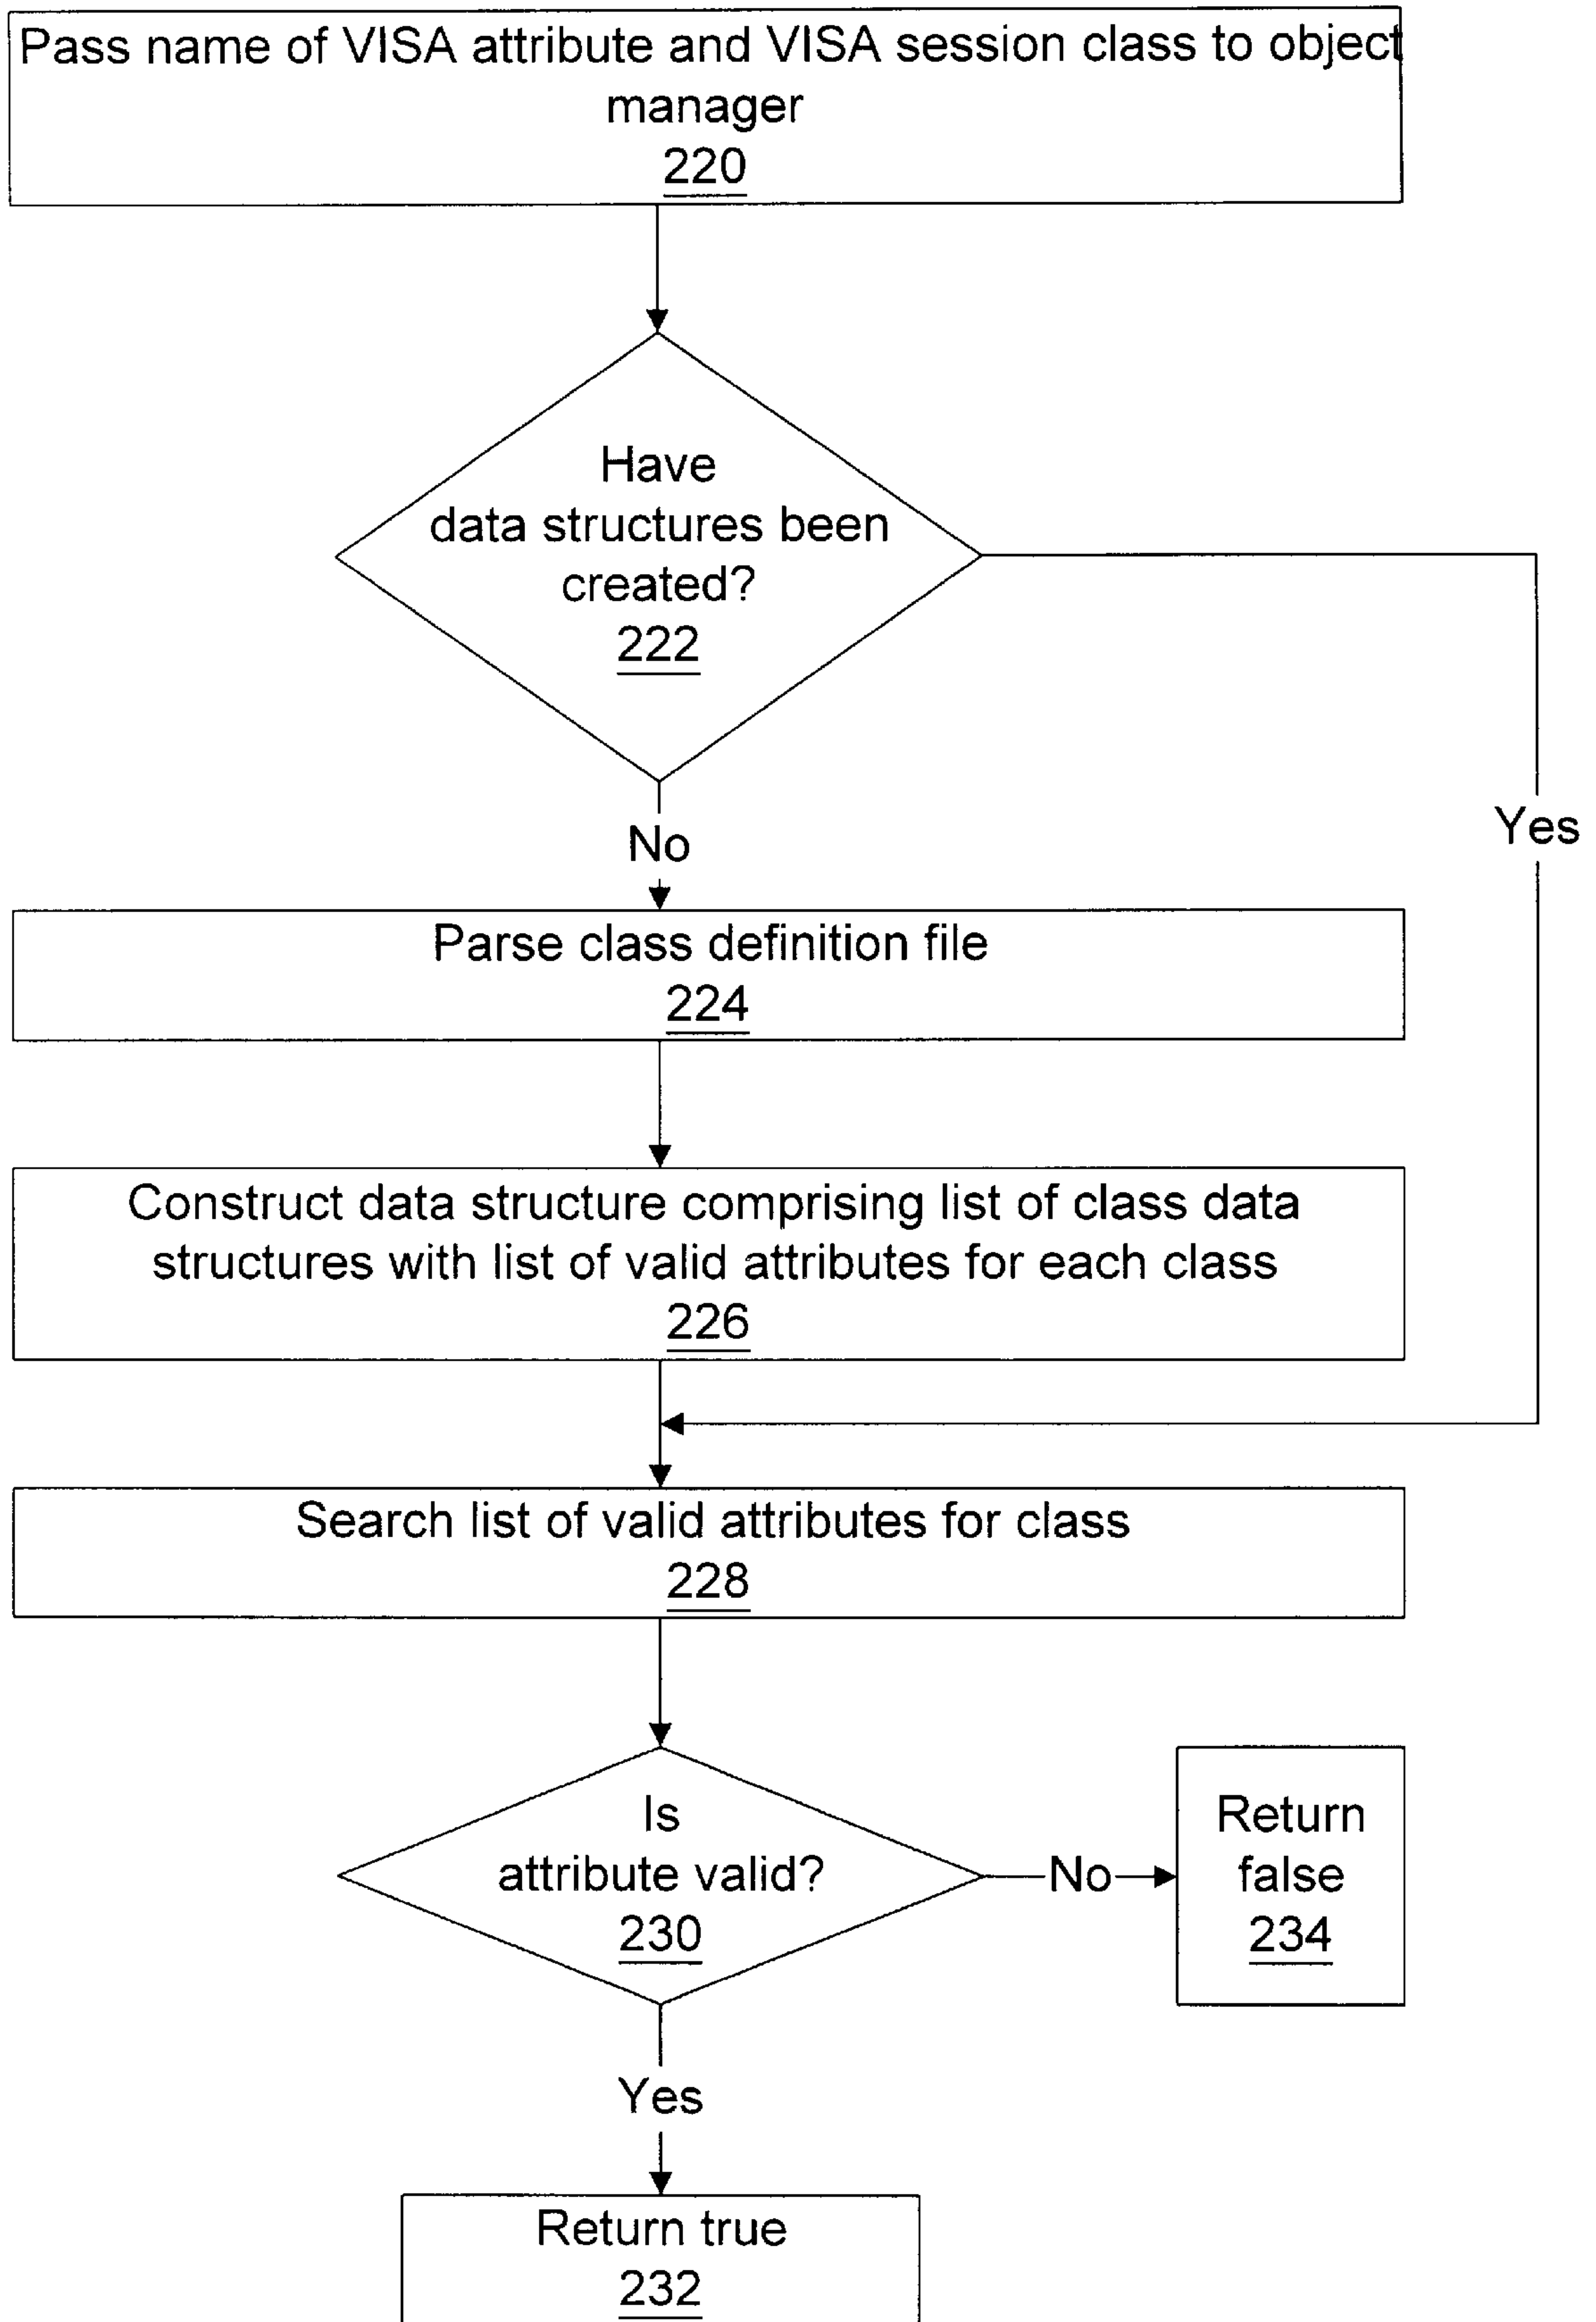 Pass name of VISA attribute and VISA session class to object
manager
220
Have
data structures been
created?
222
No
Yes
Parse class definition file
224
Construct data structure comprising list of class data
structures with list of valid attributes for each class
226
Search list of valid attributes for class
228
Is
attribute valid?
230
No
Return
false
234
Yes
Return true
232